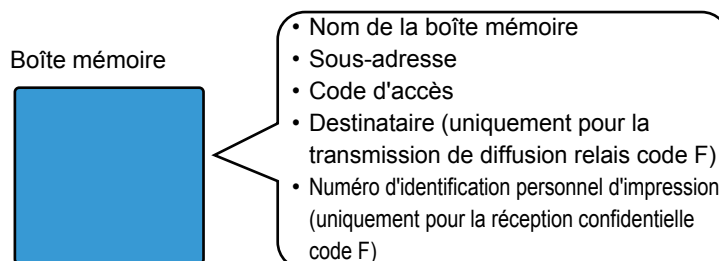 Boîte mémoire
• Nom de la boîte mémoire
• Sous-adresse
• Code d'accès
• Destinataire (uniquement pour la
transmission de diffusion relais code F)
• Numéro d'identification personnel d'impression
(uniquement pour la réception confidentielle
code F)